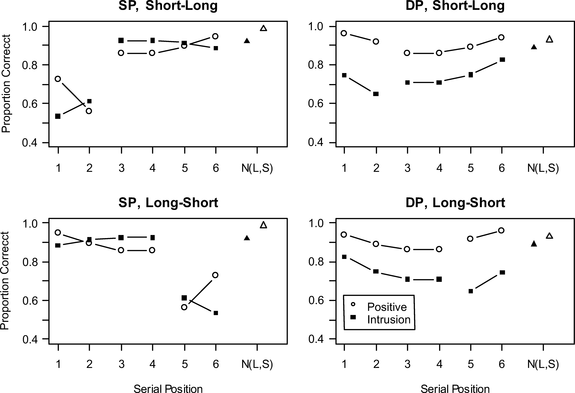 SP, Short-Long
DP, Short-Long
Proportion Correcct
1.0
0.8
0.6
0.4
1 2 3 4 5 6 N(L,S)
1.0
0.8
0.6
0.4
1 2 3 4 5 6 N(L,S)
SP, Long-Short
DP, Long-Short
Proportion Correcct
1.0
0.8
0.6
0.4
1 2 3 4 5 6 N(L,S)
Serial Position
1.0
0.8
0.6
0.4
Positive
Intrusion
1 2 3 4 5 6 N(L,S)
Serial Position